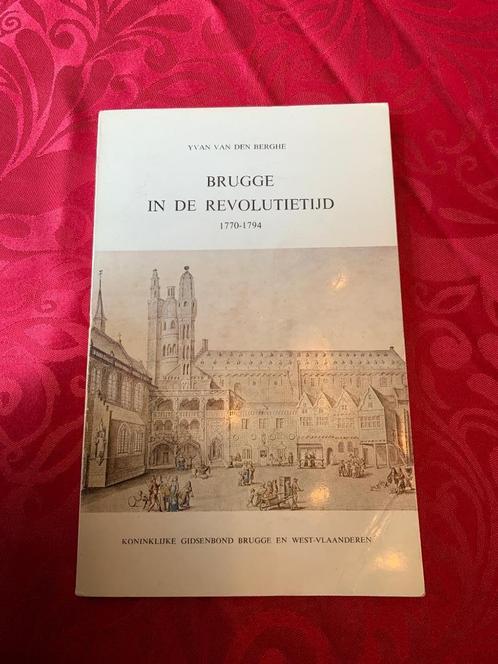 YVAN VAN DEN BERGHE
BRUGGE
IN DE REVOLUTIETIJD
1770-1794
KONINKLIJKE GIDSENBOND BRUGGE EN WEST-VLAANDEREN